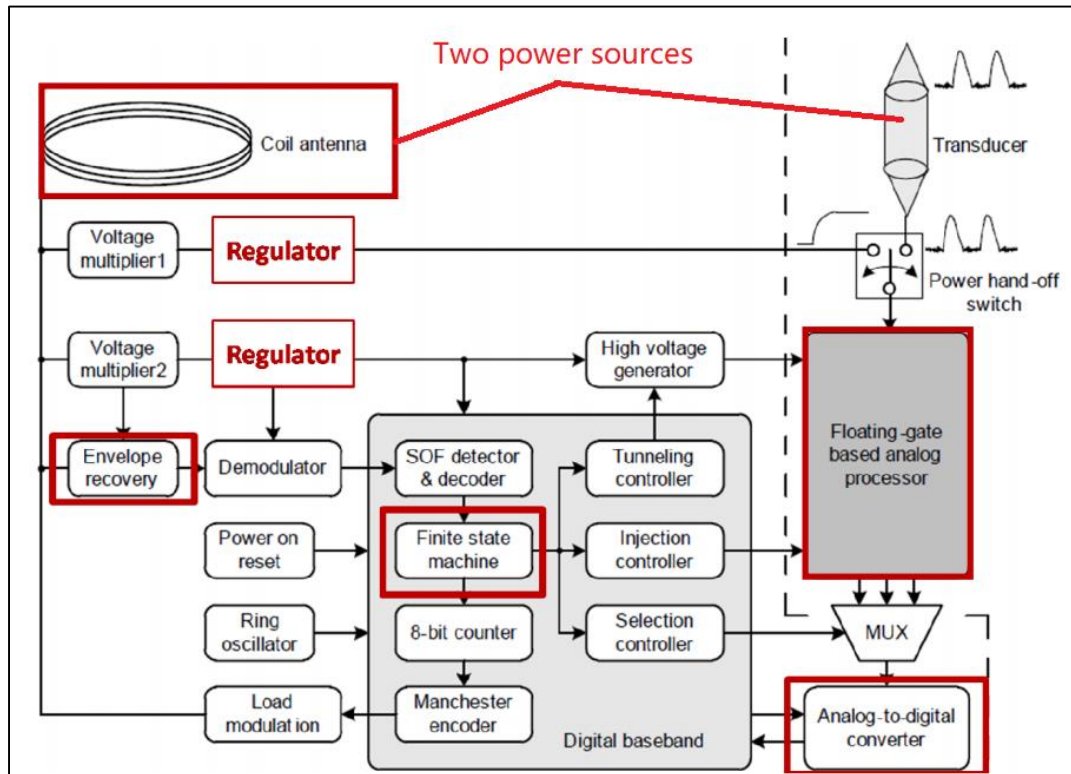 Two power sources
Coil antenna
Transducer
Voltage
multiplier1
Regulator
Power hand-off
switch
Voltage
multiplier2
Regulator
High voltage
generator
Floating-gate
based analog
processor
Envelope
recovery
Demodulator
SOF detector
& decoder
Tunneling
controller
Power on
reset
Finite state
machine
Injection
controller
Ring
oscillator
8-bit counter
Selection
controller
MUX
Load
modulation
Manchester
encoder
Digital baseband
Analog-to-digital
converter